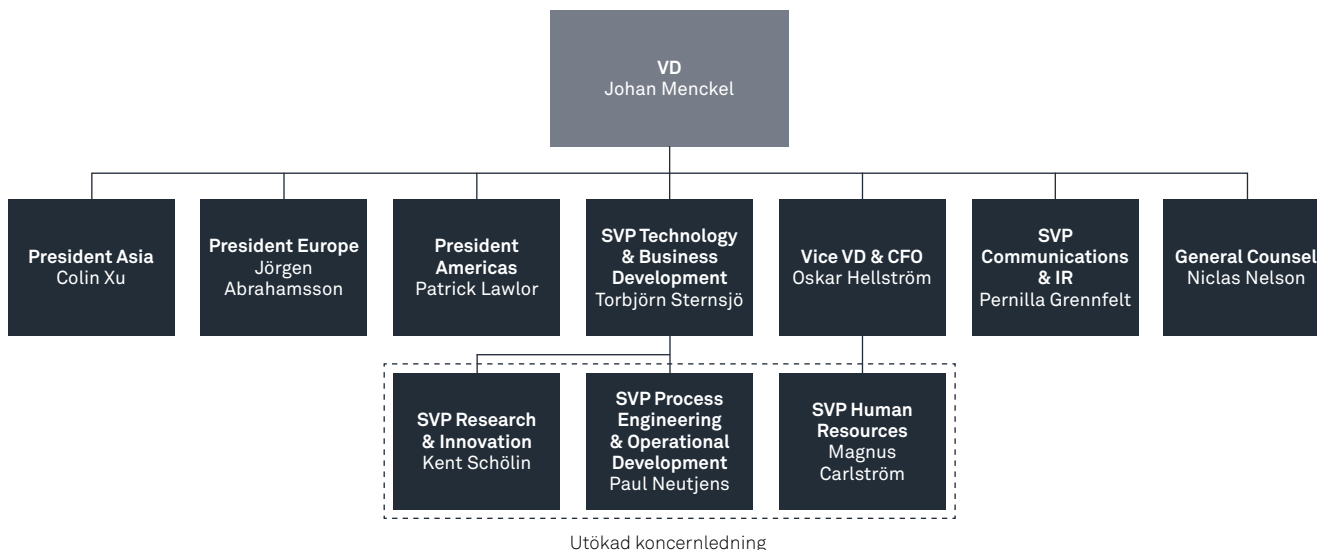 VD
Johan Menckel
President Asia
Colin Xu
President Europe
Jörgen
Abrahamsson
President
Americas
Patrick Lawlor
SVP Technology
& Business
Development
Torbjörn Sternsjö
Vice VD & CFO
Oskar Hellström
SVP
Communications
& IR
Pernilla Grennfelt
General Counsel
Niclas Nelson
SVP Research
& Innovation
Kent Schölin
SVP Process
Engineering
& Operational
Development
Paul Neutjens
SVP Human
Resources
Magnus
Carlström
Utökad koncernledning